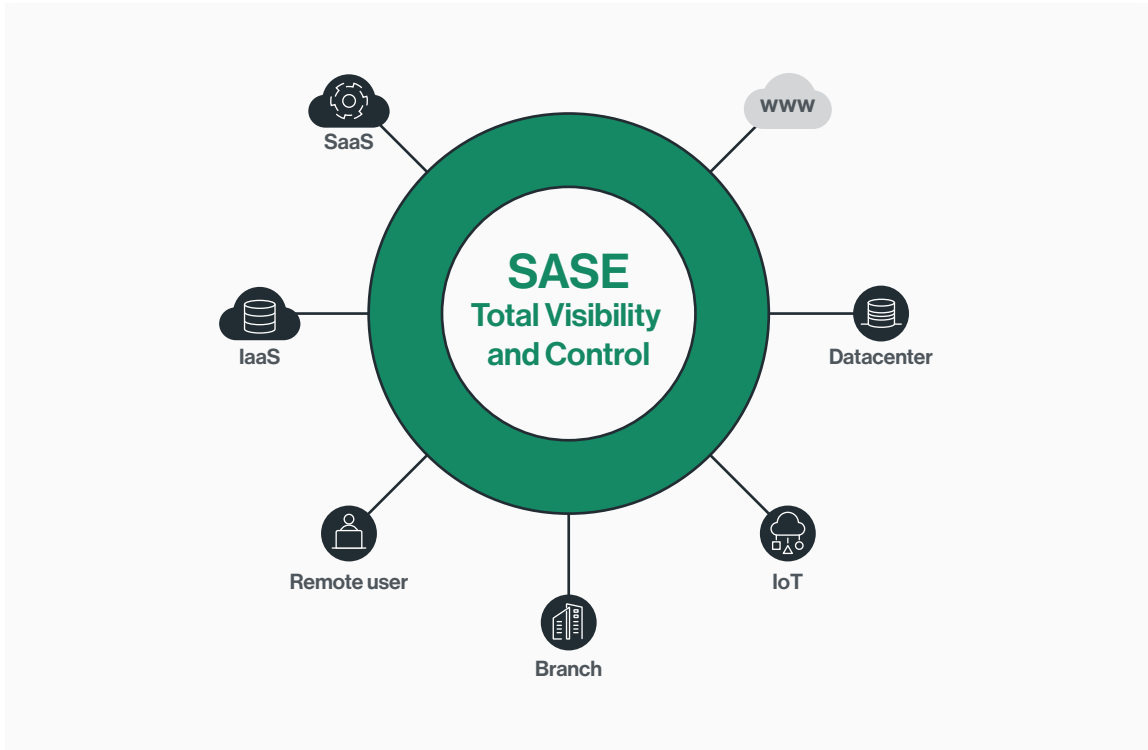 www
SaaS
SASE
Total Visibility
and Control
IaaS
Datacenter
Remote user
IoT
Branch